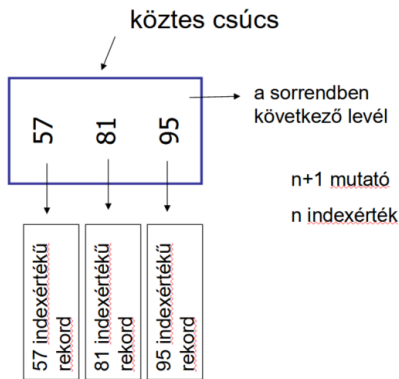 köztes csúcs
a sorrendben
következő levél
57
81
95
n+1 mutató
n indexérték
57 indexértékű
rekord
81 indexértékű
rekord
95 indexértékű
rekord